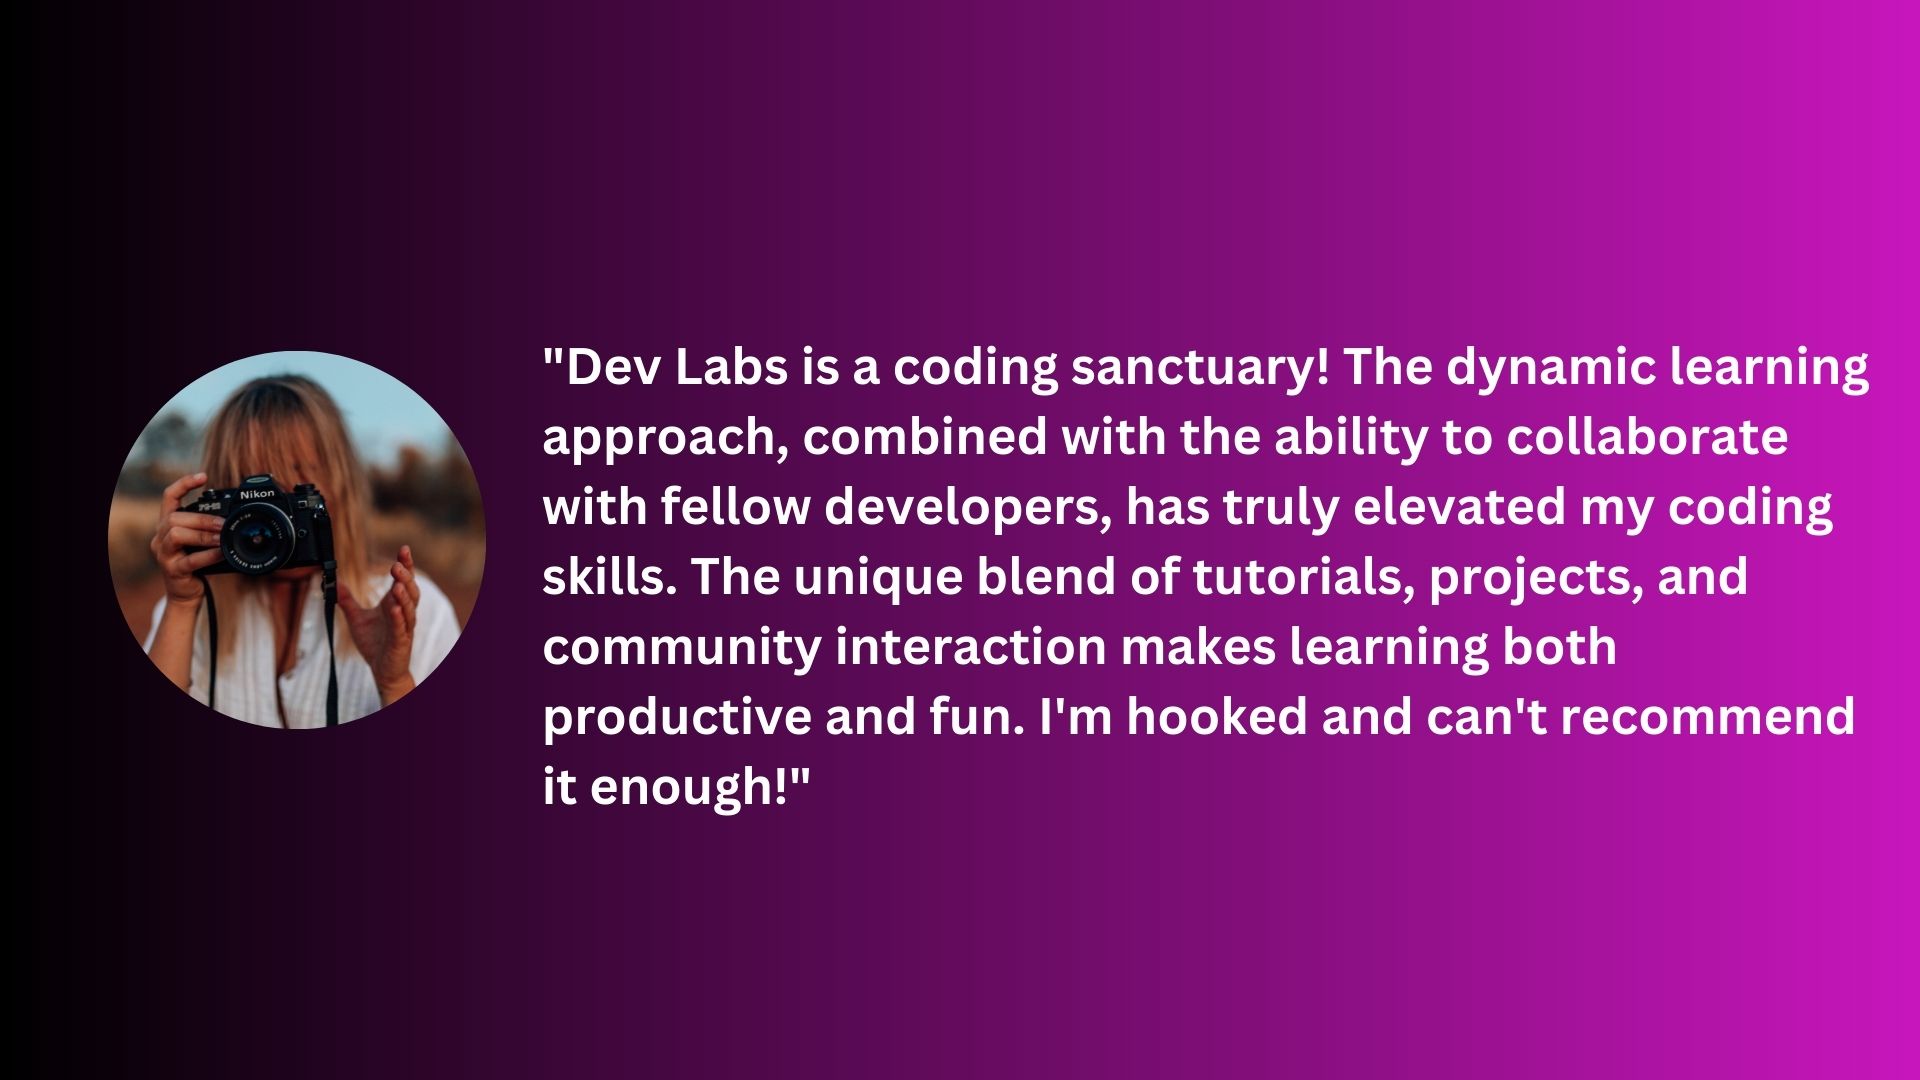 Nikon
"Dev Labs is a coding sanctuary! The dynamic learning
approach, combined with the ability to collaborate
with fellow developers, has truly elevated my coding
skills. The unique blend of tutorials, projects, and
community interaction makes learning both
productive and fun. I'm hooked and can't recommend
it enough!"